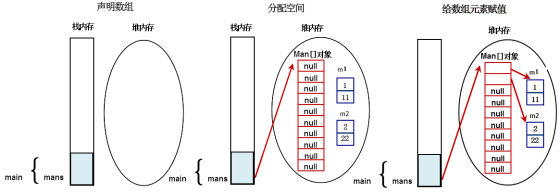 声明数组
栈内存
堆内存
main
mans
分配空间
栈内存
堆内存
Man[]对象
null
null
null
null
null
null
null
null
null
null
m1
1
11
m2
2
22
main
mans
给数组元素赋值
栈内存
堆内存
Man[]对象
null
null
null
null
null
null
null
null
m1
1
11
m2
2
22
main
mans